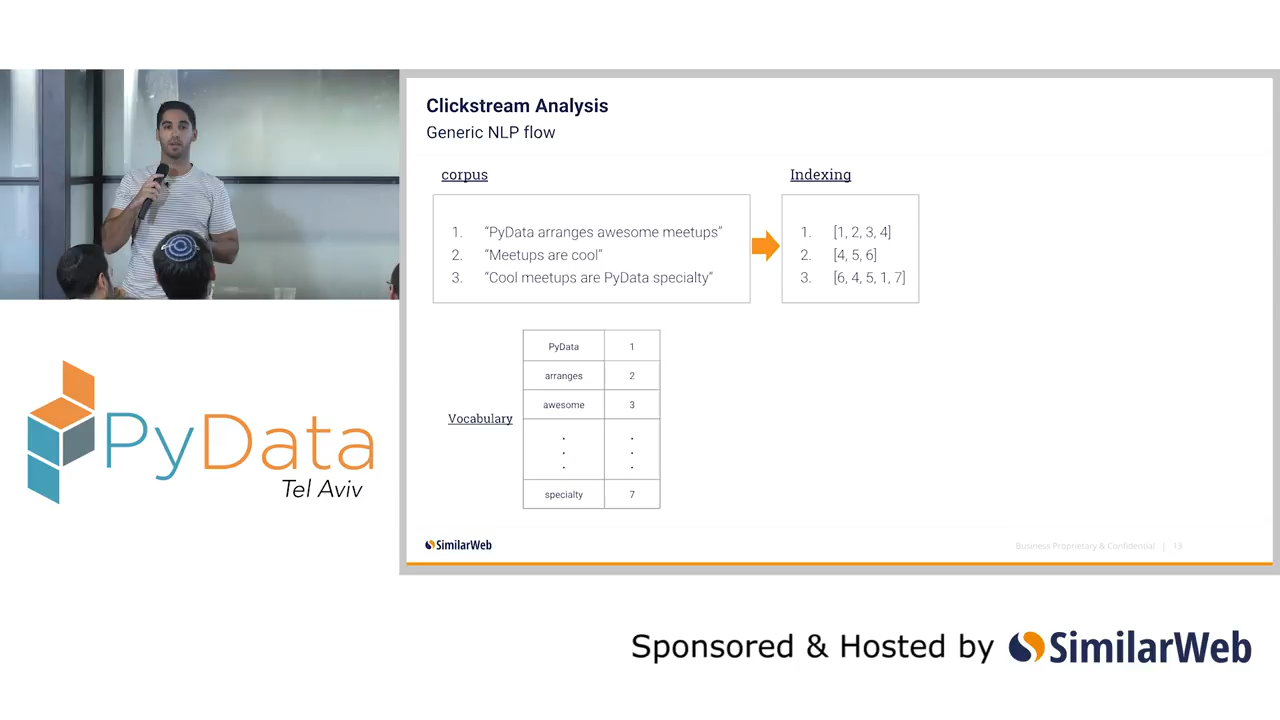 Clickstream Analysis
Generic NLP flow
corpus
1. “PyData arranges awesome meetups”
2. “Meetups are cool”
3. “Cool meetups are PyData specialty”
Indexing
1. [1, 2, 3, 4]
2. [4, 5, 6]
3. [6, 4, 5, 1, 7]
Vocabulary
PyData 1
arranges 2
awesome 3
. .
. .
. .
specialty 7
SimilarWeb
Business Proprietary & Confidential | 13
PyData
Tel Aviv
Sponsored & Hosted by SimilarWeb